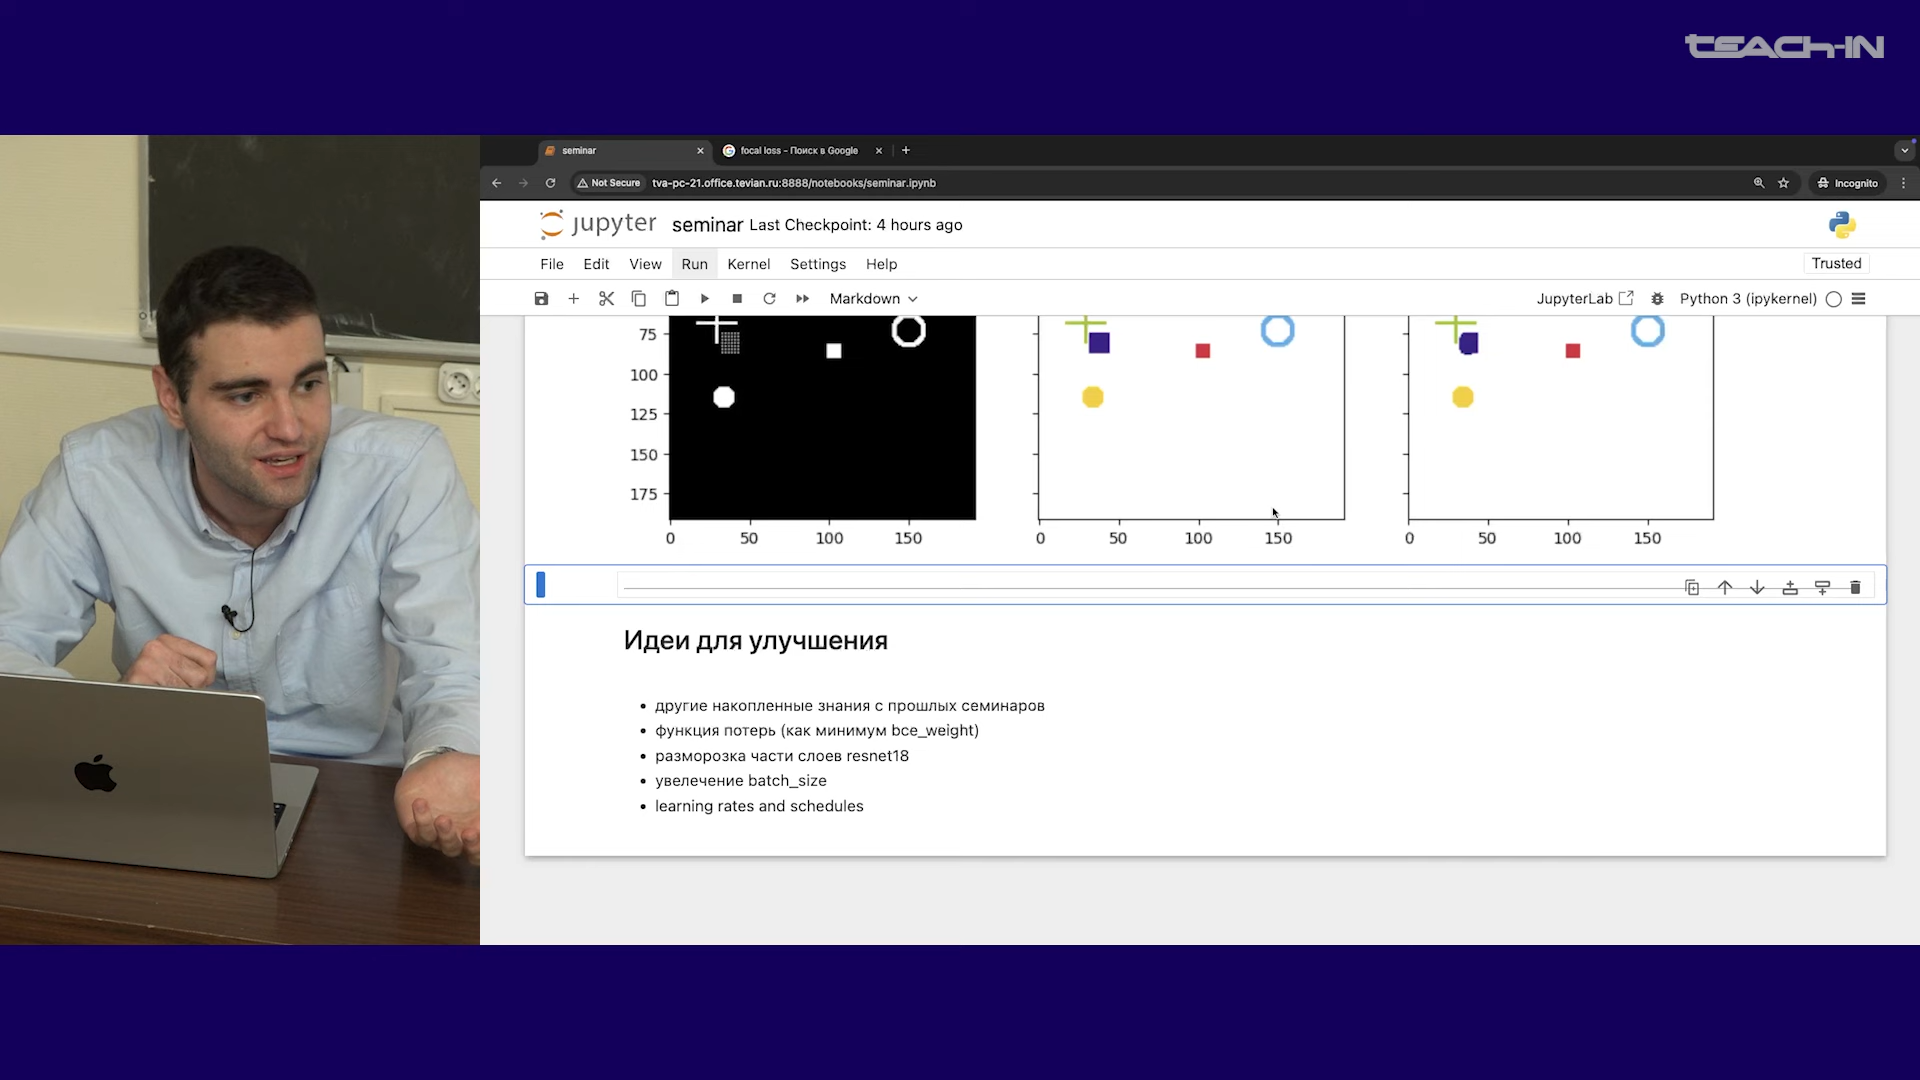 teach-in
seminar
focal loss - Поиск в Google
Not Secure
tva-pc-21.office.tevian.ru:8888/notebooks/seminar.ipynb
Incognito
jupyter
seminar Last Checkpoint: 4 hours ago
File Edit View Run Kernel Settings Help
Trusted
Markdown
JupyterLab
Python 3 (ipykernel)
75
100
125
150
175
0 50 100 150
0 50 100 150
0 50 100 150
Идеи для улучшения
• другие накопленные знания с прошлых семинаров
• функция потерь (как минимум bce_weight)
• разморозка части слоев resnet18
• увелечение batch_size
• learning rates and schedules